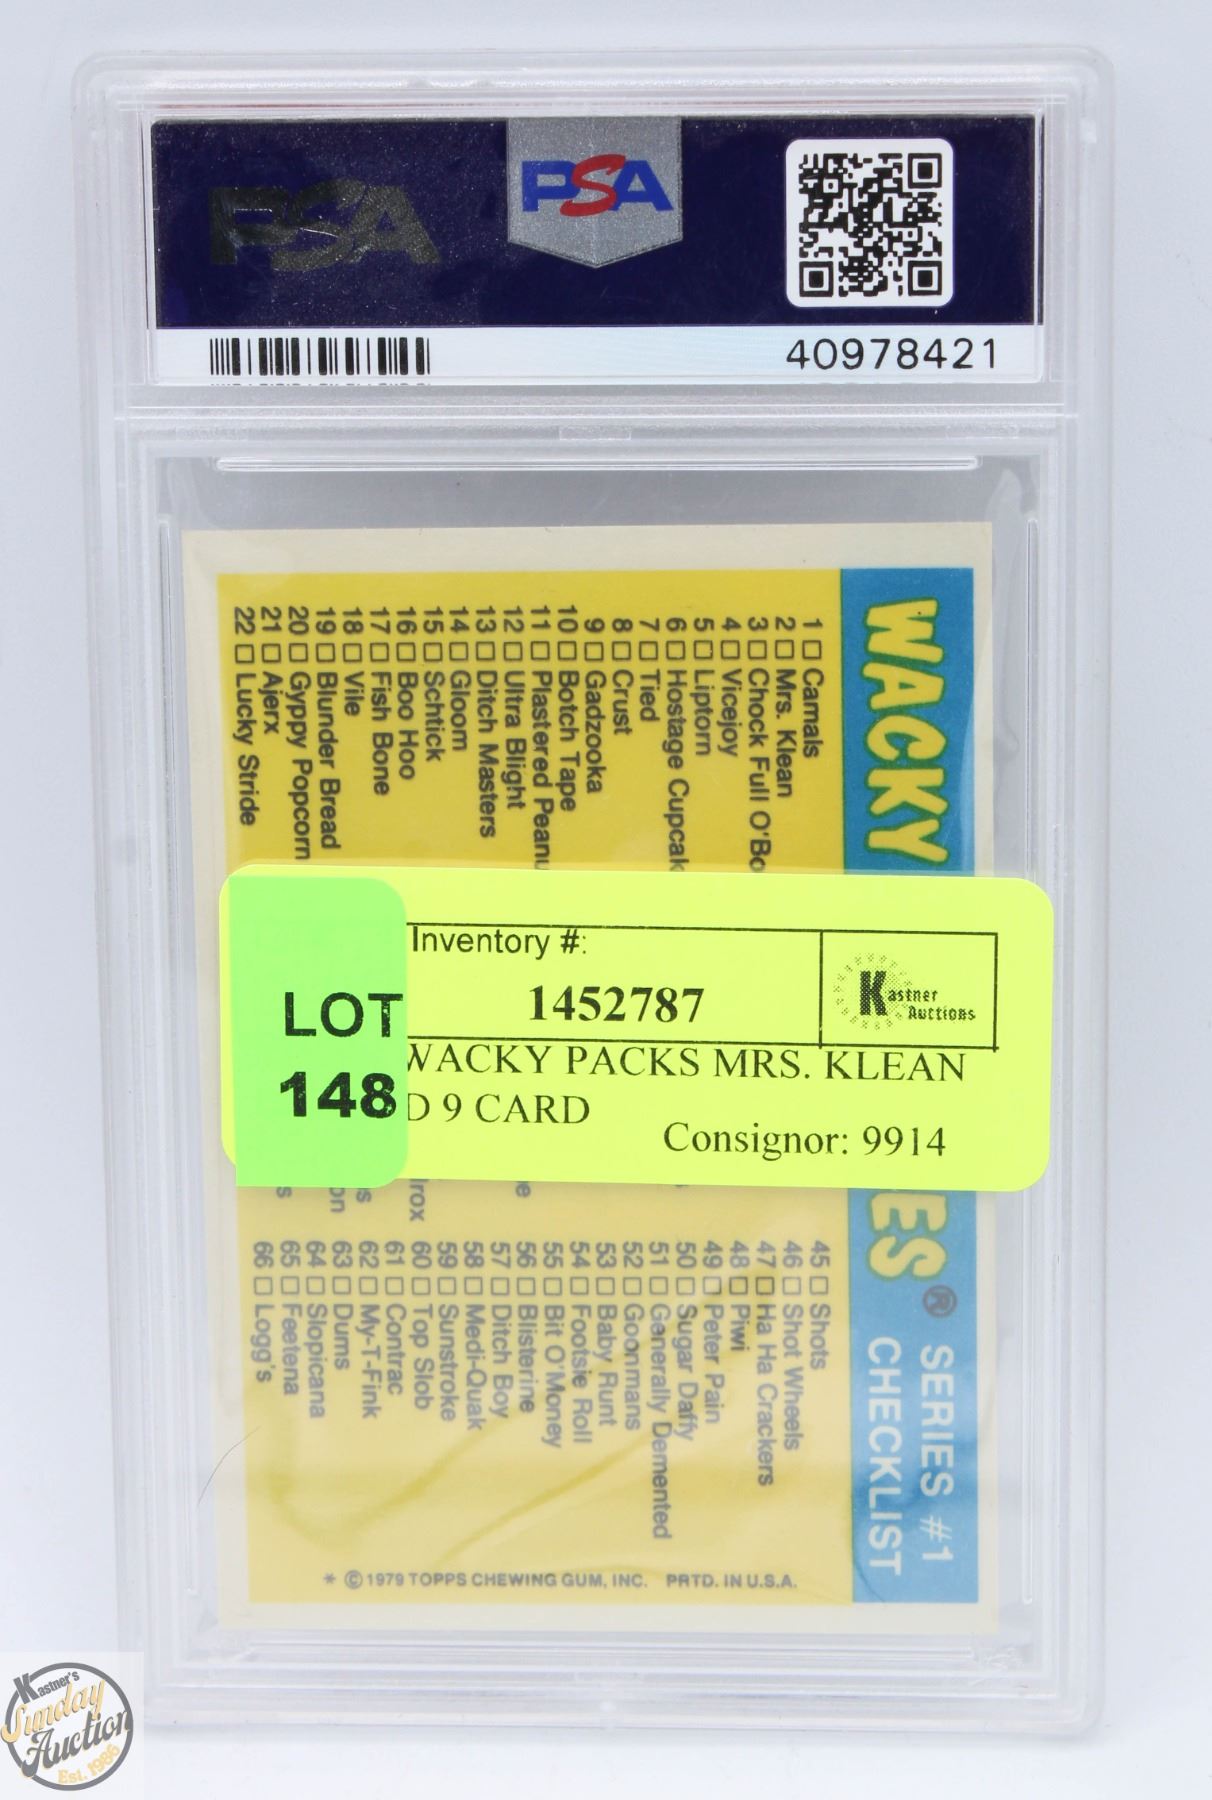 PSA
PSA
40978421
WACKY
ES® SERIES #1
CHECKLIST
1 □ Camals
2 □ Mrs. Klean
3 □ Chock Full O'Bo
4 □ Vicejoy
5 □ Liptorn
6 □ Hostage Cupcak
7 □ Tied
8 □ Crust
9 □ Gadzooka
10 □ Botch Tape
11 □ Plastered Peanu
12 □ Ultra Blight
13 □ Ditch Masters
14 □ Gloom
15 □ Schtick
16 □ Boo Hoo
17 □ Fish Bone
18 □ Vile
19 □ Blunder Bread
20 □ Gyppy Popcorn
21 □ Ajerx
22 □ Lucky Stride
Inventory #:
1452787
Kastner
Auctions
LOT
148
WACKY PACKS MRS. KLEAN
D 9 CARD
Consignor: 9914
rox
45 □ Shots
46 □ Shot Wheels
47 □ Ha Ha Crackers
48 □ Piwi
49 □ Peter Pain
50 □ Sugar Daffy
51 □ Generally Demented
52 □ Goonmans
53 □ Baby Runt
54 □ Footsie Roll
55 □ Bit O'Money
56 □ Blisterine
57 □ Ditch Boy
58 □ Medi-Quak
59 □ Sunstroke
60 □ Top Slob
61 □ Contrac
62 □ My-T-Fink
63 □ Dums
64 □ Slopicana
65 □ Feetena
66 □ Logg's
* © 1979 TOPPS CHEWING GUM, INC. PRTD. IN U.S.A.
Kastner's
Sunday
Auction
Est. 1986